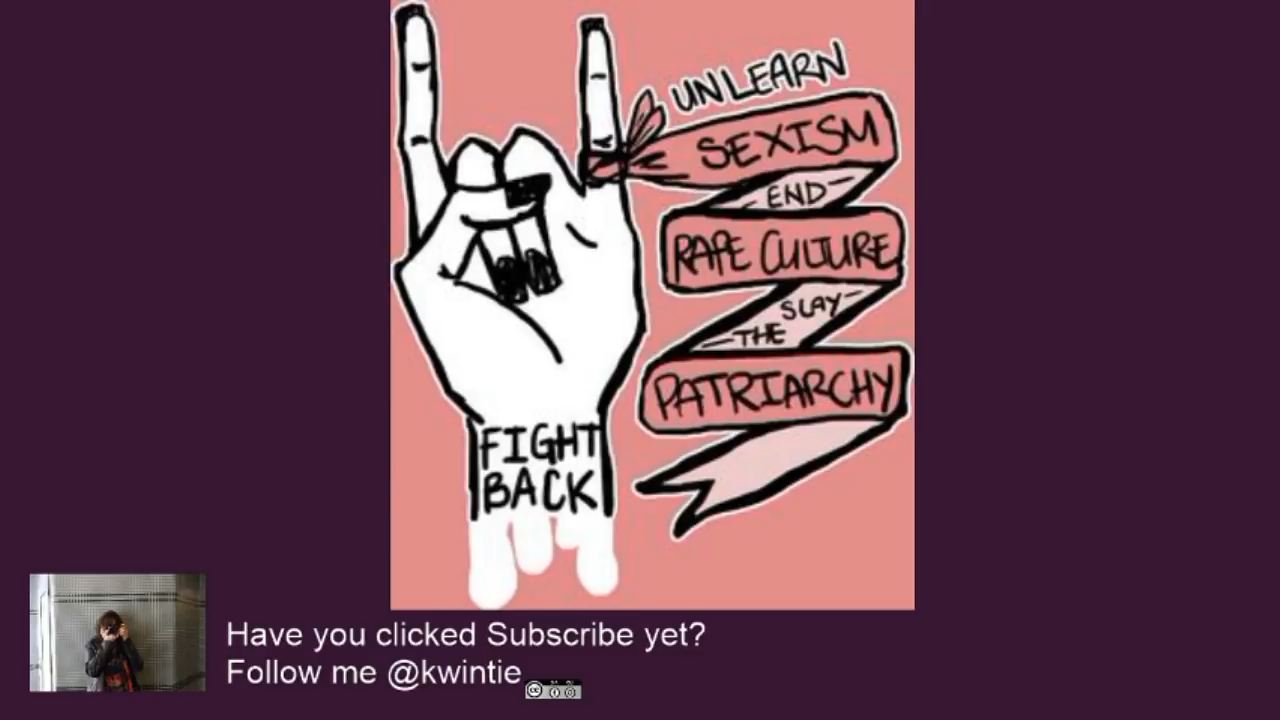 UNLEARN
SEXISM
END
RAPE CULTURE
SLAY
THE
PATRIARCHY
FIGHT
BACK
Have you clicked Subscribe yet?
Follow me @kwintie